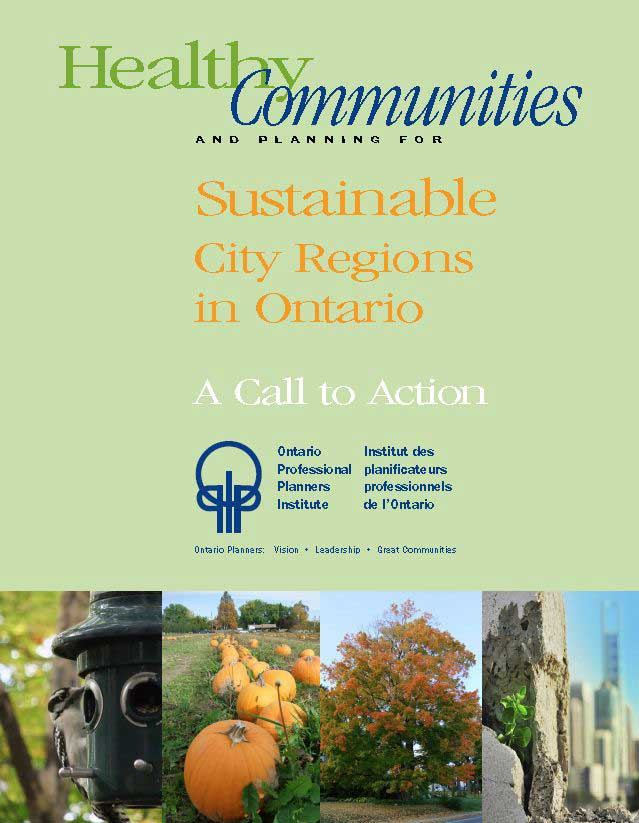 Healthy
Communities
AND PLANNING FOR
Sustainable
City Regions
in Ontario
A Call to Action
Ontario
Professional
Planners
Institute
Institut des
planificateurs
professionnels
de l'Ontario
Ontario Planners: Vision • Leadership • Great Communities